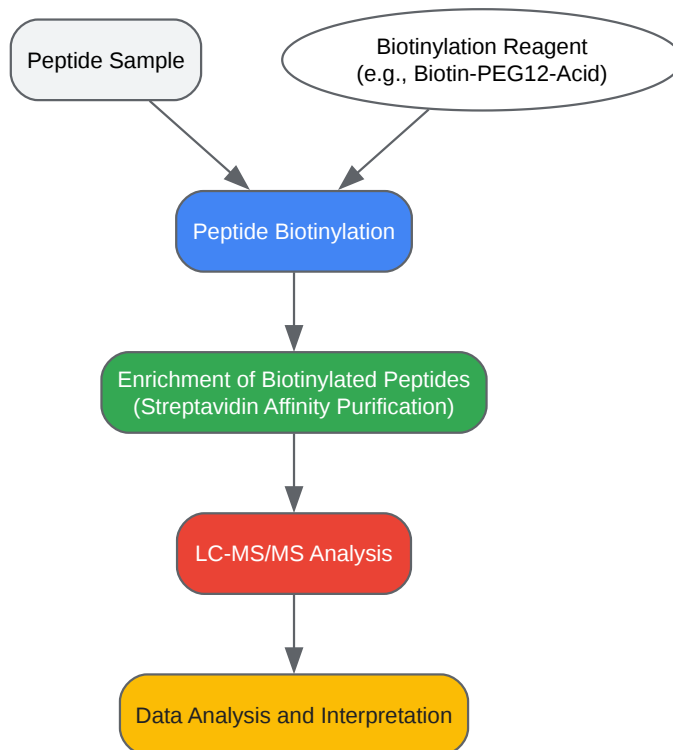 Peptide Sample
Biotinylation Reagent
(e.g., Biotin-PEG12-Acid)
Peptide Biotinylation
Enrichment of Biotinylated Peptides
(Streptavidin Affinity Purification)
LC-MS/MS Analysis
Data Analysis and Interpretation